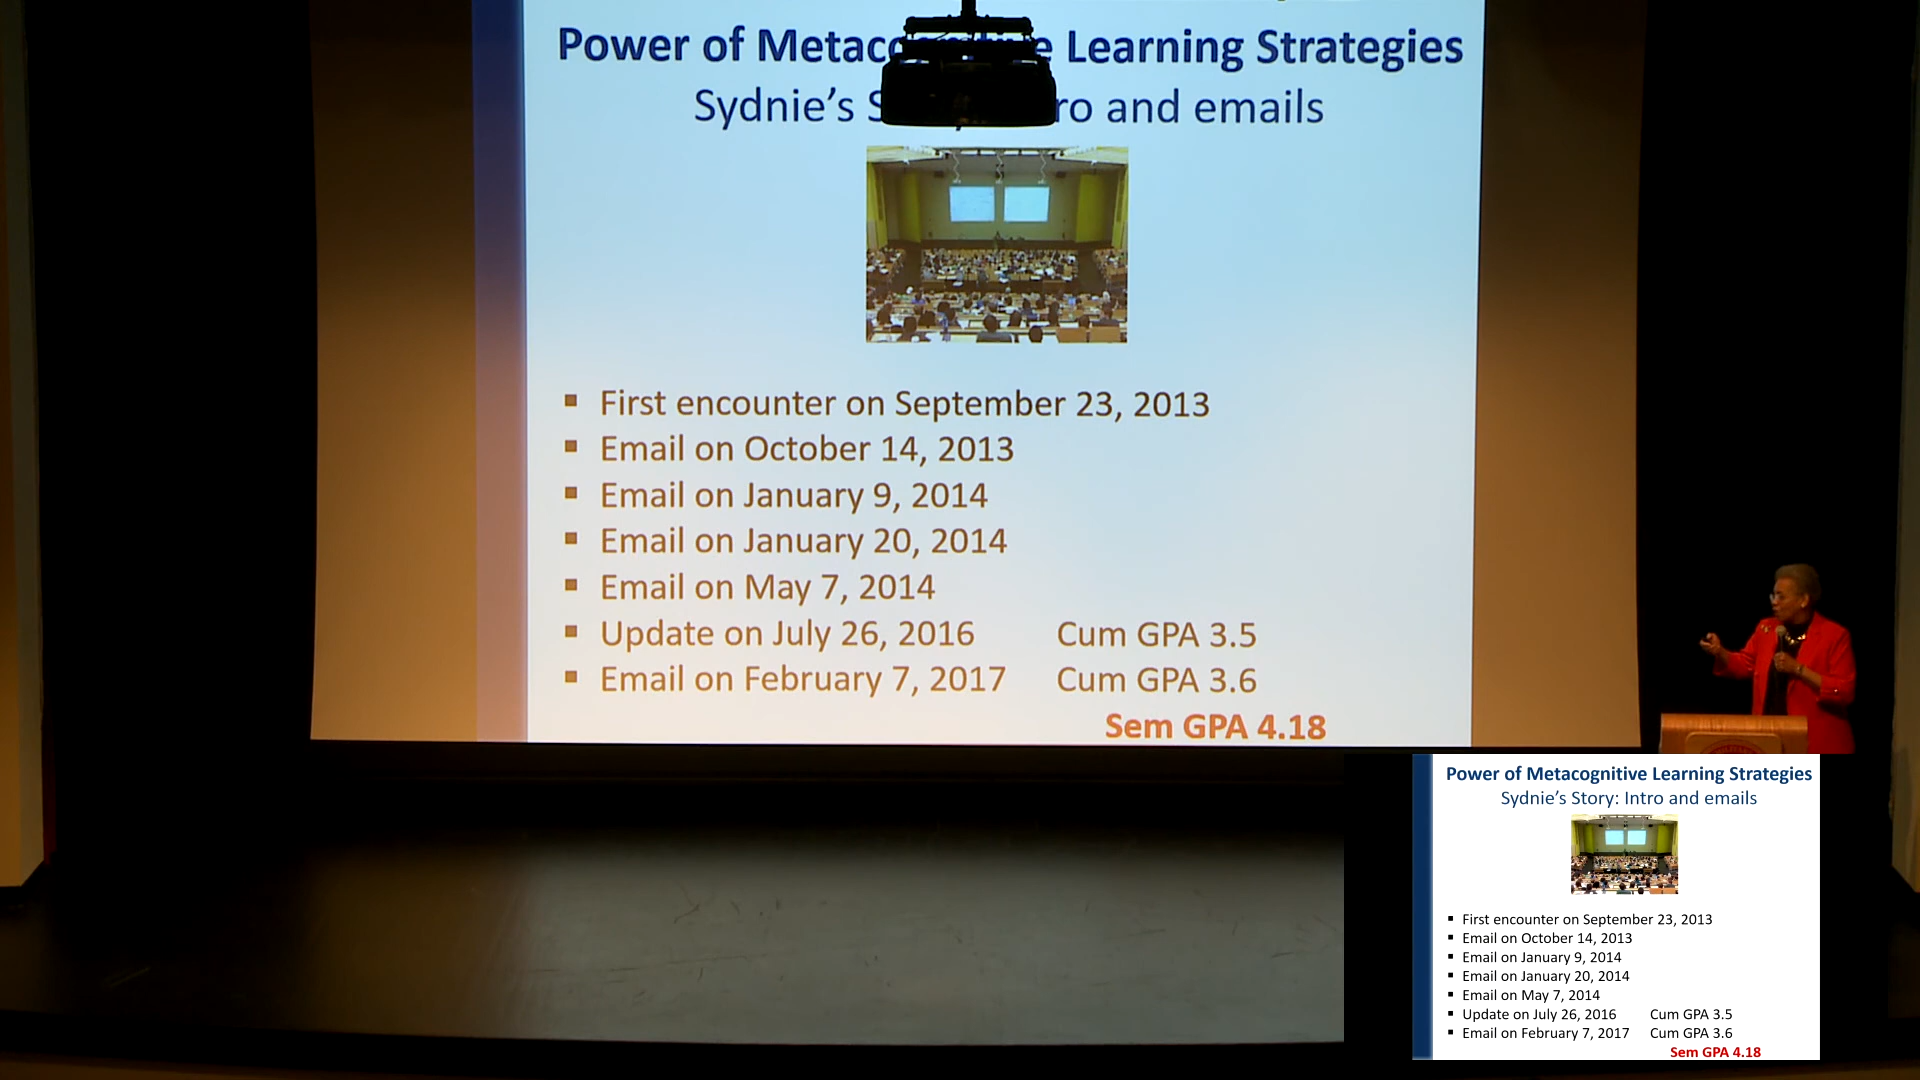 Power of Metac e Learning Strategies
Sydnie's S ro and emails
First encounter on September 23, 2013
Email on October 14, 2013
Email on January 9, 2014
Email on January 20, 2014
Email on May 7, 2014
Update on July 26, 2016 Cum GPA 3.5
Email on February 7, 2017 Cum GPA 3.6
Sem GPA 4.18
Power of Metacognitive Learning Strategies
Sydnie's Story: Intro and emails
▪ First encounter on September 23, 2013
▪ Email on October 14, 2013
▪ Email on January 9, 2014
▪ Email on January 20, 2014
▪ Email on May 7, 2014
▪ Update on July 26, 2016 Cum GPA 3.5
▪ Email on February 7, 2017 Cum GPA 3.6
Sem GPA 4.18